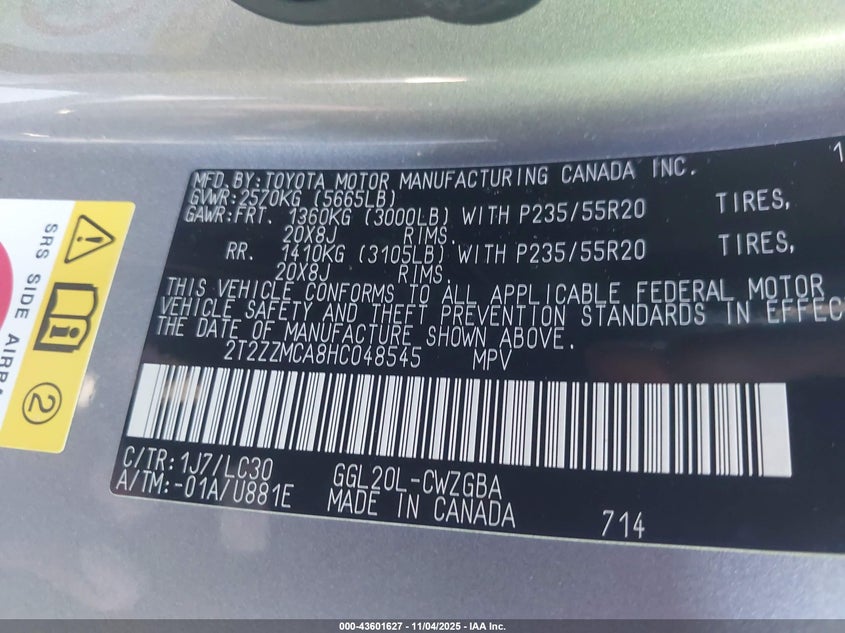 MFD.BY:TOYOTA MOTOR MANUFACTURING CANADA INC. 1
GVWR:2570KG (5665LB)
GAWR:FRT. 1360KG (3000LB) WITH P235/55R20 TIRES,
20X8J RIMS.
RR. 1410KG (3105LB) WITH P235/55R20 TIRES,
20X8J RIMS.
THIS VEHICLE CONFORMS TO ALL APPLICABLE FEDERAL MOTOR
VEHICLE SAFETY AND THEFT PREVENTION STANDARDS IN EFFEC
THE DATE OF MANUFACTURE SHOWN ABOVE.
2T2ZZMCA8HC048545 MPV
C/TR:1J7/LC30 GGL20L-CWZGBA
A/TM:-01A/U881E MADE IN CANADA 714
SRS SIDE AIRBA
2
000-43601627 - 11/04/2025 - IAA Inc.